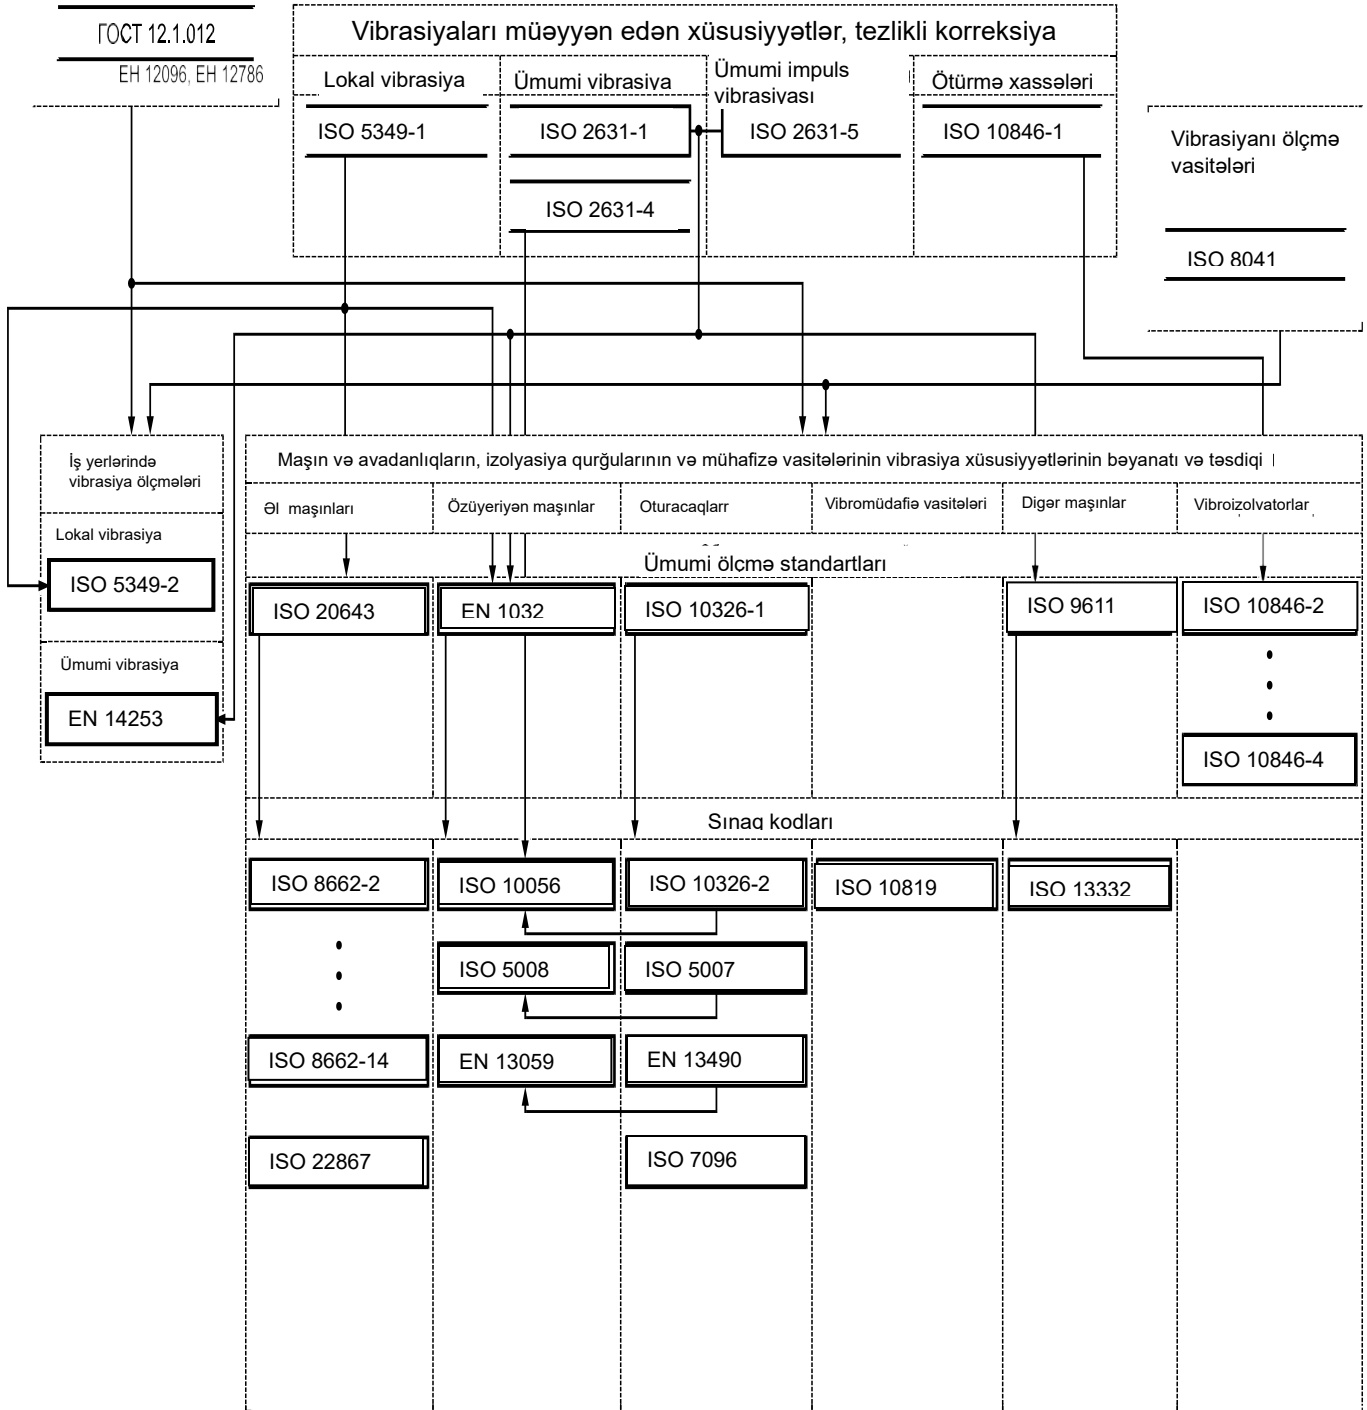 ГОСТ 12.1.012
ЕН 12096, ЕН 12786
Vibrasiyaları müəyyən edən xüsusiyyətlər, tezlikli korreksiya
Lokal vibrasiya
Ümumi vibrasiya
Ümumi impuls
vibrasiyası
Ötürmə xassələri
ISO 5349-1
ISO 2631-1
ISO 2631-5
ISO 10846-1
ISO 2631-4
Vibrasiyanı ölçmə
vasitələri
ISO 8041
İş yerlərində
vibrasiya ölçmələri
Lokal vibrasiya
ISO 5349-2
Ümumi vibrasiya
EN 14253
Maşın və avadanlıqların, izolyasiya qurğularının və mühafizə vasitələrinin vibrasiya xüsusiyyətlərinin bəyanatı və təsdiqi
Əl maşınları
Özüyeriyən maşınlar
Oturacaqlarr
Vibromüdafiə vasitələri
Digər maşınlar
Vibroizolvatorlar
Ümumi ölçmə standartları
ISO 20643
EN 1032
ISO 10326-1
ISO 9611
ISO 10846-2
ISO 10846-4
Sınaq kodları
ISO 8662-2
ISO 10056
ISO 10326-2
ISO 10819
ISO 13332
ISO 5008
ISO 5007
ISO 8662-14
EN 13059
EN 13490
ISO 22867
ISO 7096